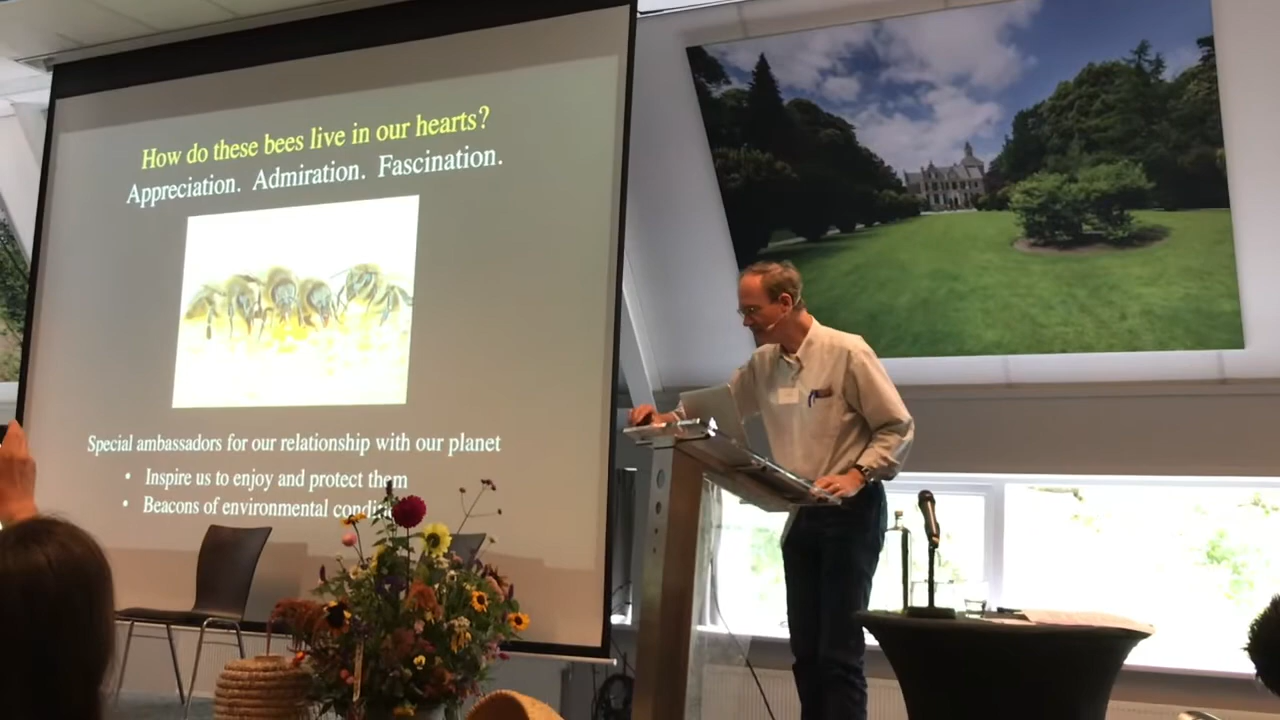 How do these bees live in our hearts?
Appreciation. Admiration. Fascination.
Special ambassadors for our relationship with our planet
• Inspire us to enjoy and protect them
• Beacons of environmental